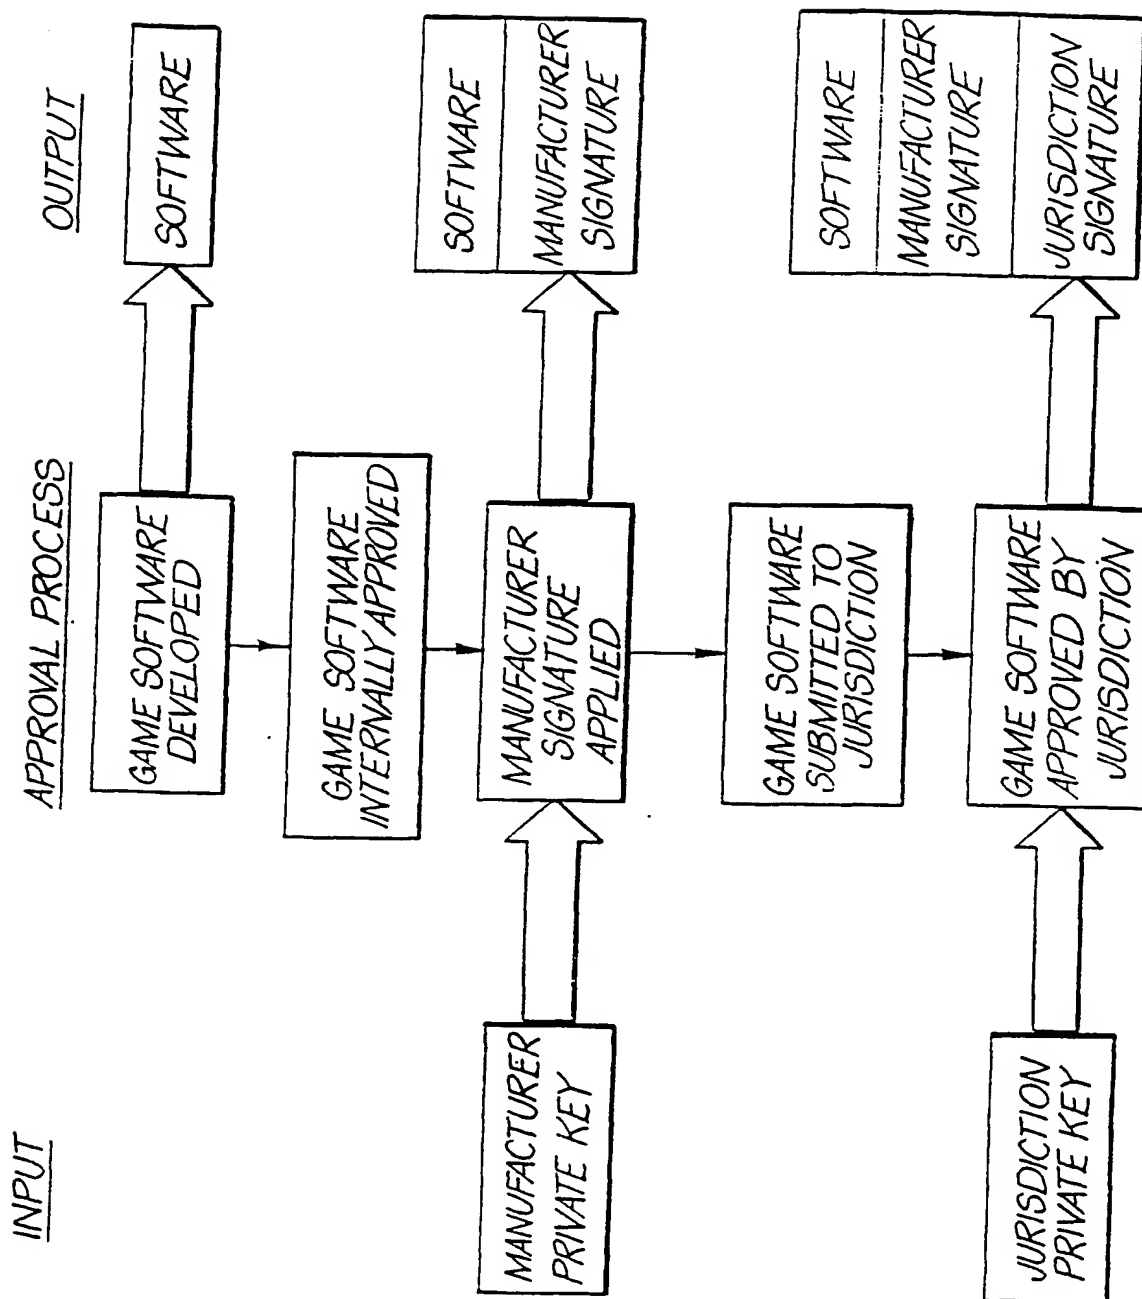 INPUT
APPROVAL PROCESS
OUTPUT
GAME SOFTWARE
DEVELOPED
SOFTWARE
GAME SOFTWARE
INTERNALLY APPROVED
MANUFACTURER
PRIVATE KEY
MANUFACTURER
SIGNATURE
APPLIED
SOFTWARE
MANUFACTURER
SIGNATURE
GAME SOFTWARE
SUBMITTED TO
JURISDICTION
JURISDICTION
PRIVATE KEY
GAME SOFTWARE
APPROVED BY
JURISDICTION
SOFTWARE
MANUFACTURER
SIGNATURE
JURISDICTION
SIGNATURE